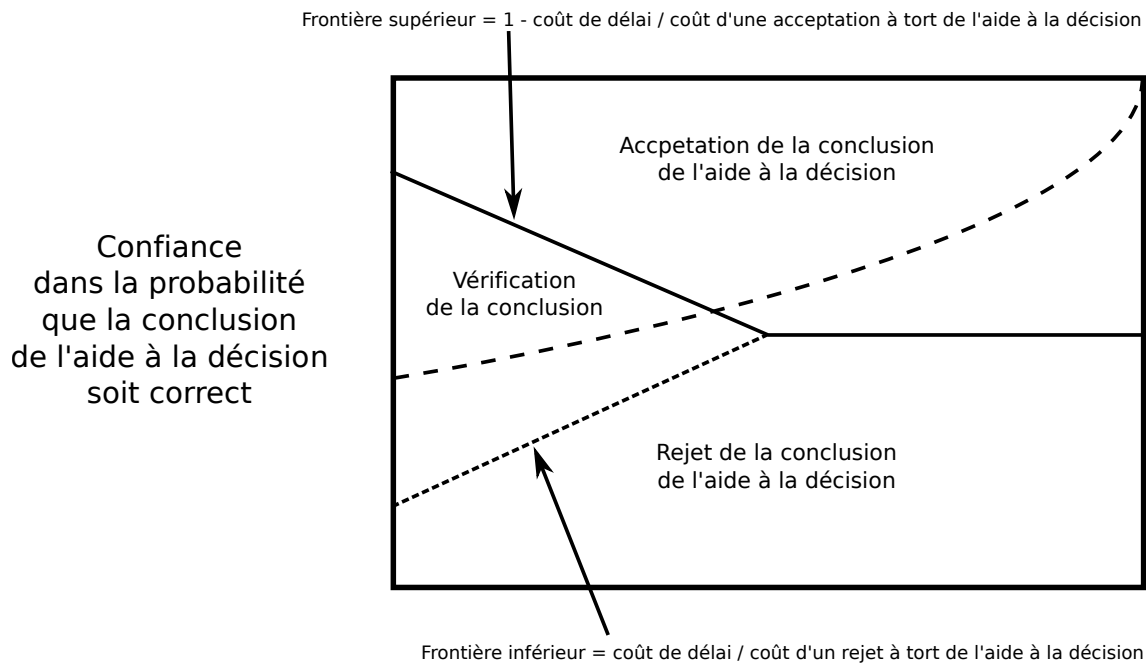 Frontière supérieur = 1 - coût de délai / coût d'une acceptation à tort de l'aide à la décision
Accpetation de la conclusion
de l'aide à la décision
Confiance
dans la probabilité
que la conclusion
de l'aide à la décision
soit correct
Vérification
de la conclusion
Rejet de la conclusion
de l'aide à la décision
Frontière inférieur = coût de délai / coût d'un rejet à tort de l'aide à la décision